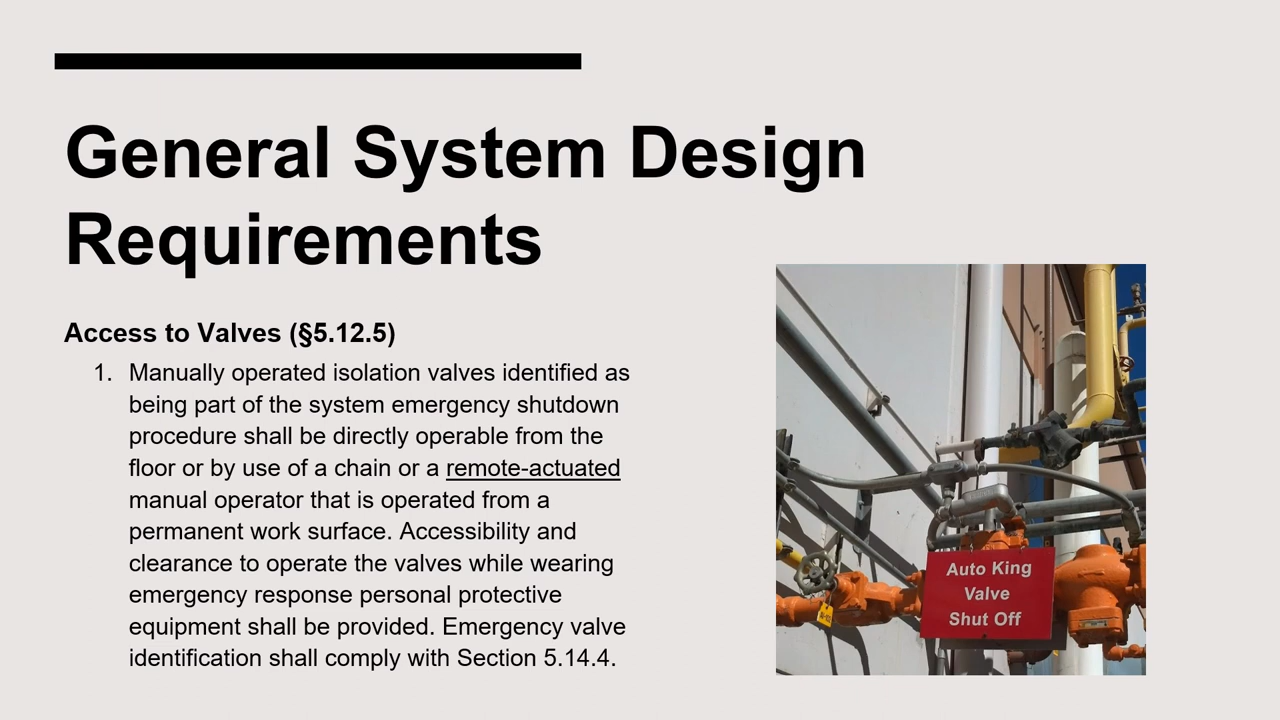 General System Design
Requirements
Access to Valves (§5.12.5)
1. Manually operated isolation valves identified as
being part of the system emergency shutdown
procedure shall be directly operable from the
floor or by use of a chain or a remote-actuated
manual operator that is operated from a
permanent work surface. Accessibility and
clearance to operate the valves while wearing
emergency response personal protective
equipment shall be provided. Emergency valve
identification shall comply with Section 5.14.4.
Auto King
Valve
Shut Off